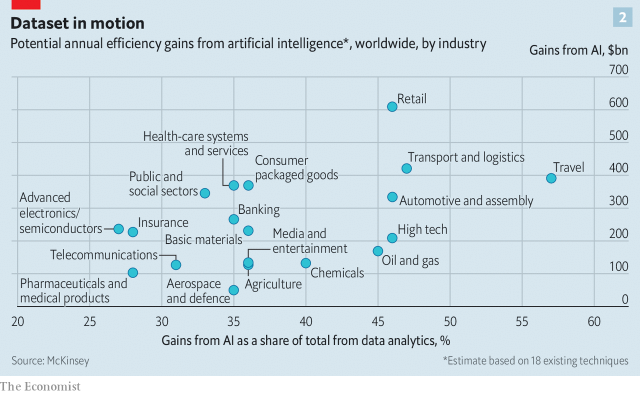 Dataset in motion
2
Potential annual efficiency gains from artificial intelligence*, worldwide, by industry
Gains from AI, $bn
700
600
500
400
300
200
100
0
Retail
Health-care systems
and services
Consumer
packaged goods
Transport and logistics
Travel
Public and
social sectors
Automotive and assembly
Advanced
electronics/
semiconductors
Insurance
Banking
Basic materials
Media and
entertainment
High tech
Telecommunications
Oil and gas
Chemicals
Pharmaceuticals and
medical products
Aerospace
and defence
Agriculture
20
25
30
35
40
45
50
55
60
Gains from AI as a share of total from data analytics, %
Source: McKinsey
*Estimate based on 18 existing techniques
The Economist